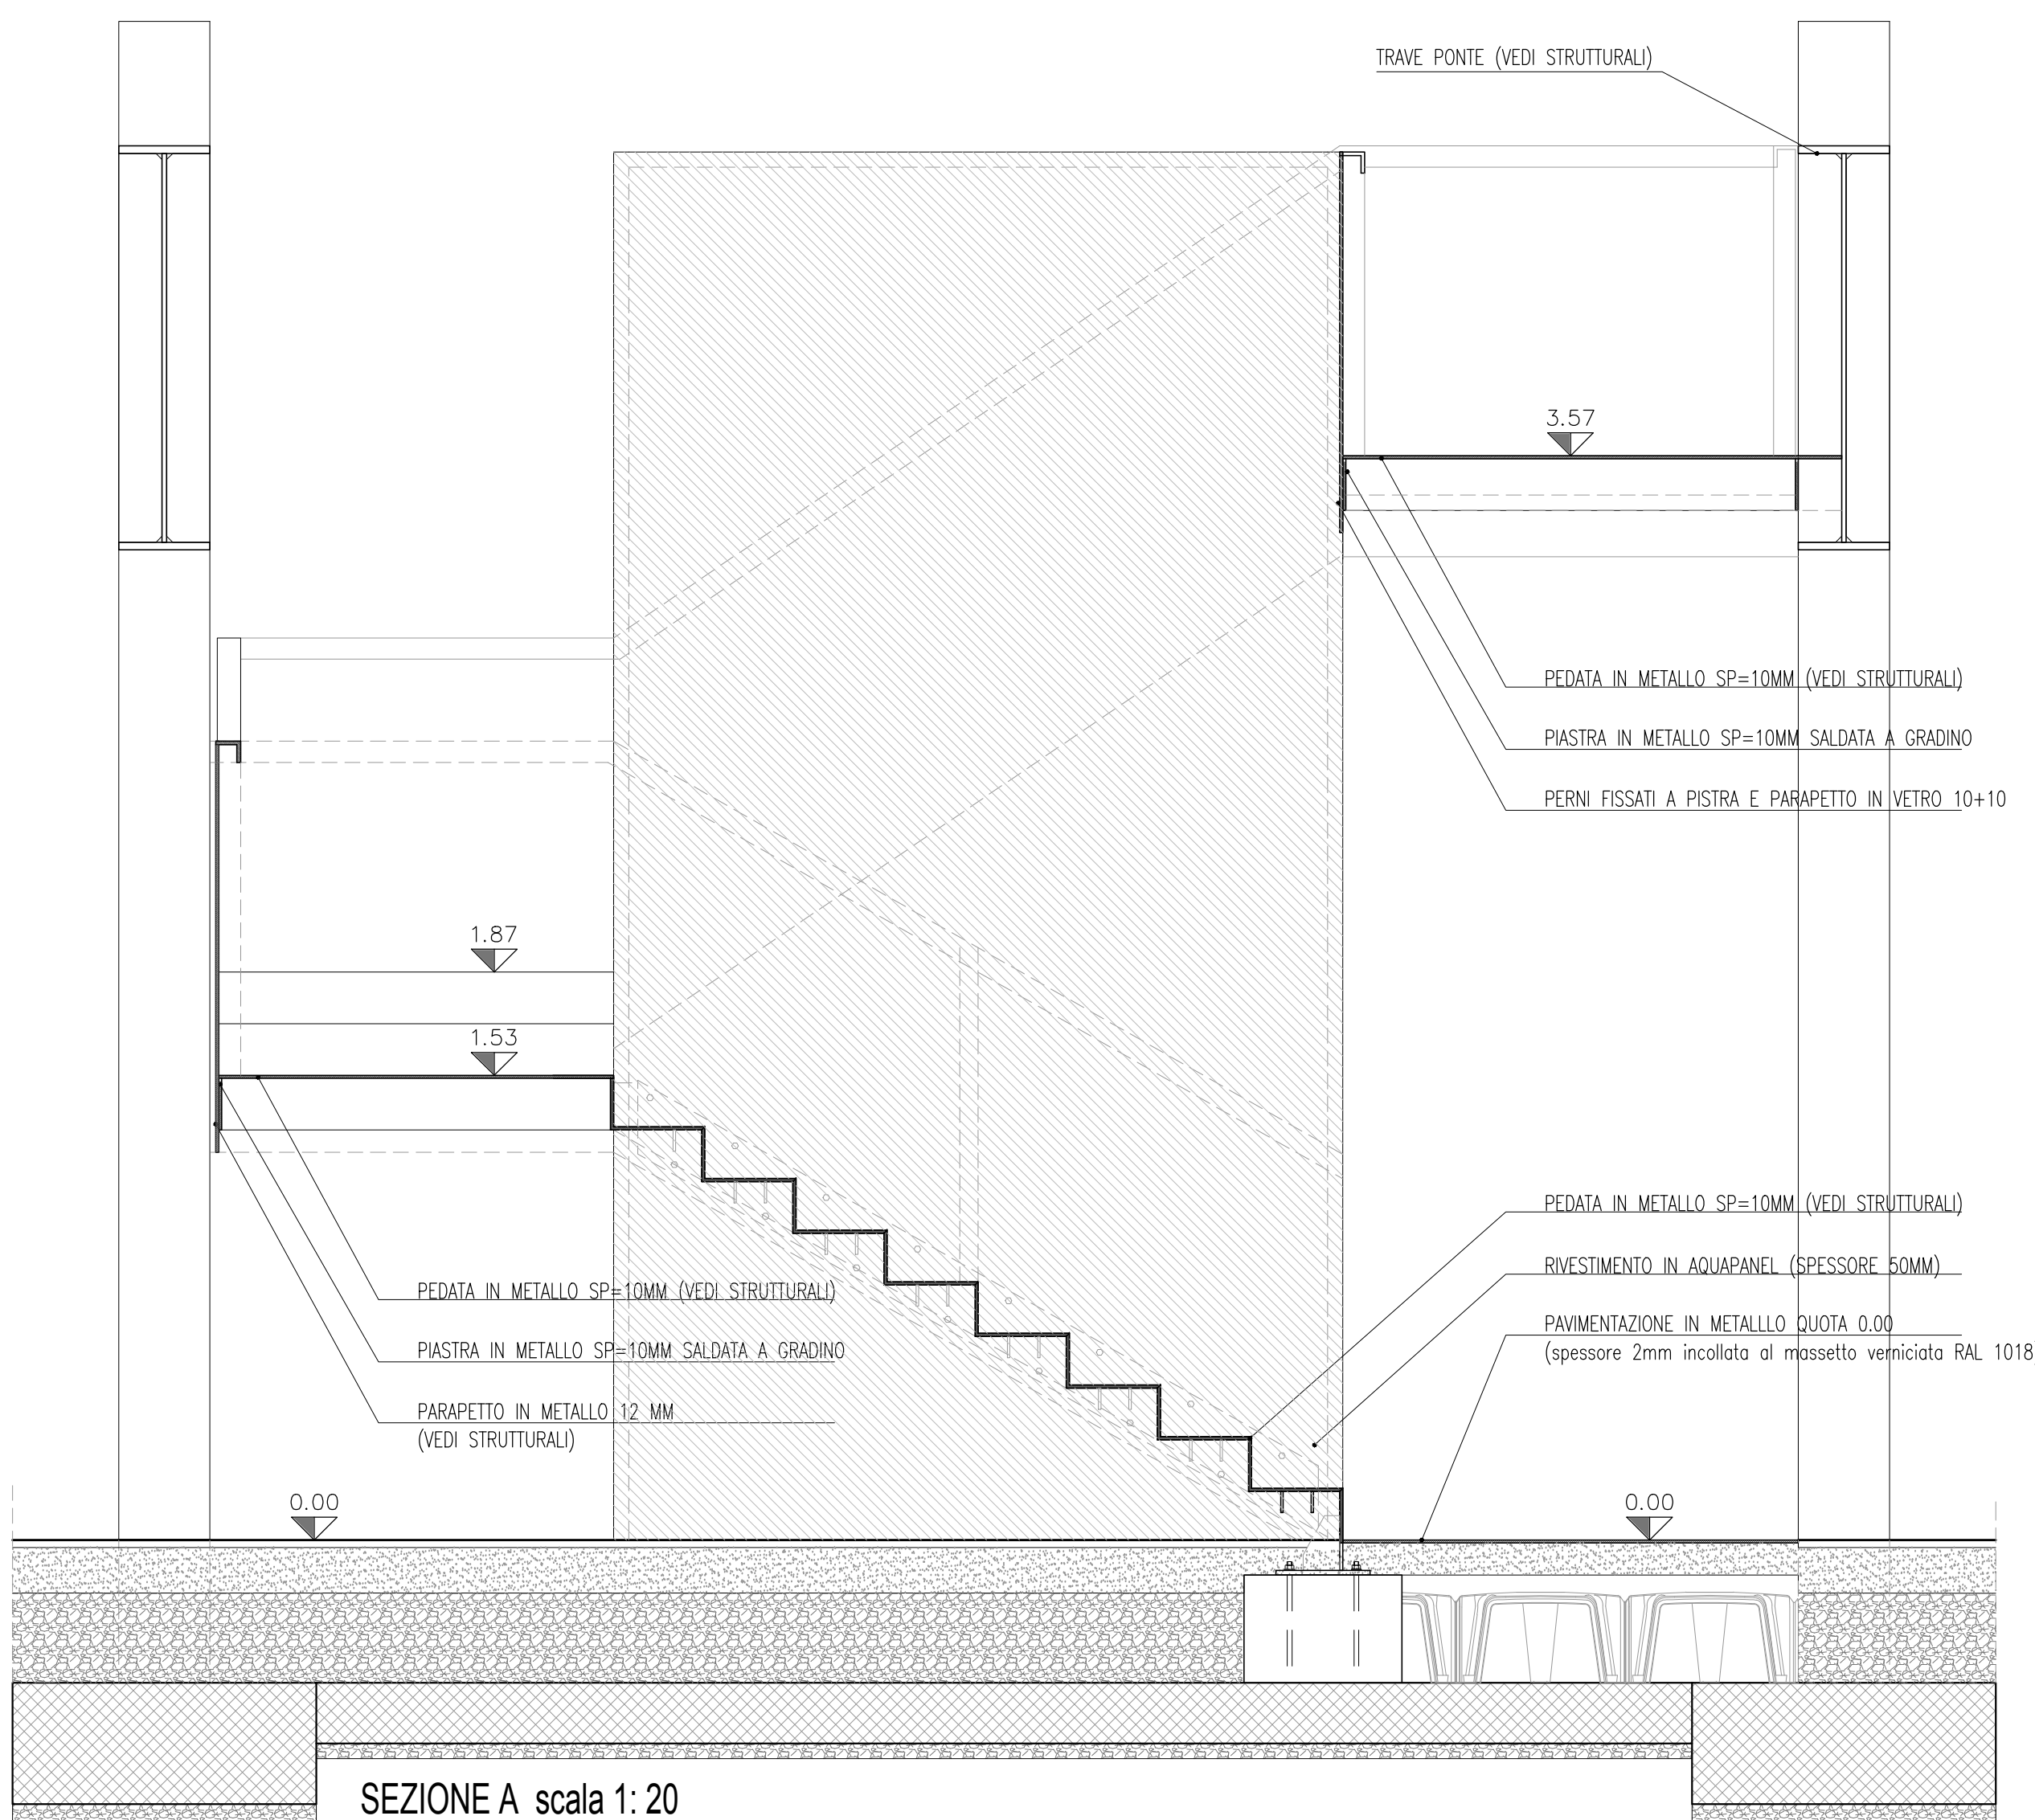 TRAVE PONTE (VEDI STRUTTURALI)
3.57
PEDATA IN METALLO SP=10MM (VEDI STRUTTURALI)
PIASTRA IN METALLO SP=10MM SALDATA A GRADINO
PERNI FISSATI A PISTRA E PARAPETTO IN VETRO 10+10
1.87
1.53
PEDATA IN METALLO SP=10MM (VEDI STRUTTURALI)
RIVESTIMENTO IN AQUAPANEL (SPESSORE 50MM)
PAVIMENTAZIONE IN METALLLO QUOTA 0.00
(spessore 2mm incollata al massetto verniciata RAL 1018
PEDATA IN METALLO SP=10MM (VEDI STRUTTURALI)
PIASTRA IN METALLO SP=10MM SALDATA A GRADINO
PARAPETTO IN METALLO 12 MM
(VEDI STRUTTURALI)
0.00
0.00
SEZIONE A scala 1: 20